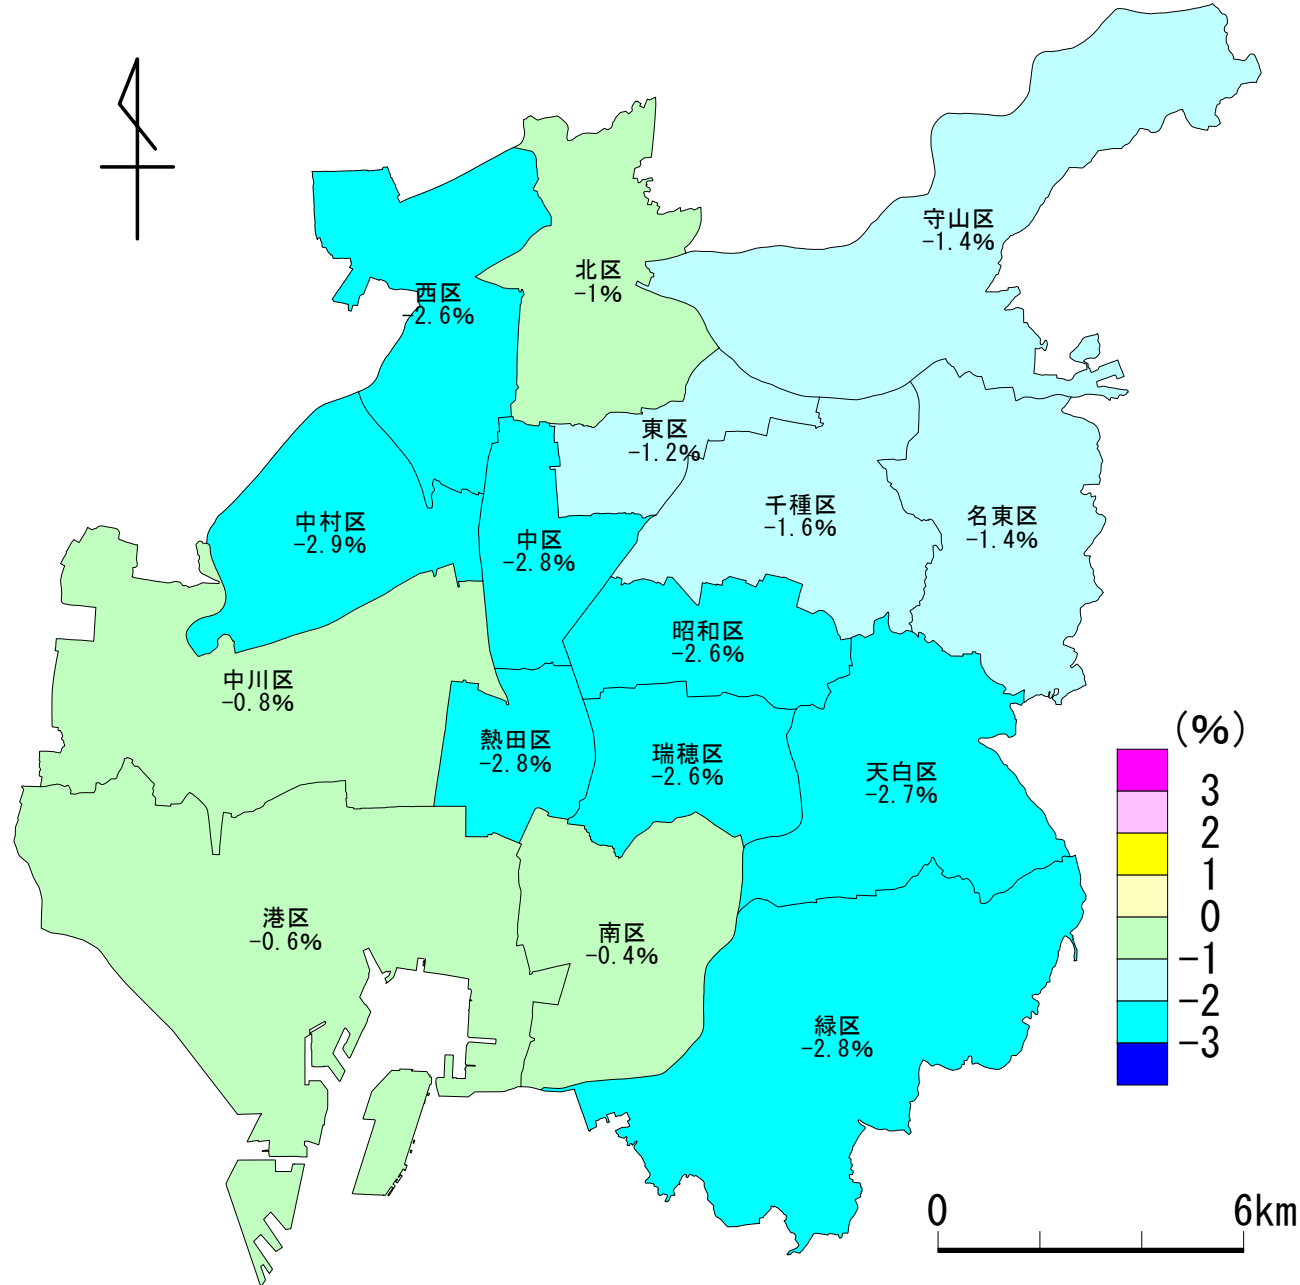 守山区
-1.4%
北区
-1%
西区
-2.6%
東区
-1.2%
千種区
-1.6%
名東区
-1.4%
中村区
-2.9%
中区
-2.8%
昭和区
-2.6%
中川区
-0.8%
熱田区
-2.8%
瑞穂区
-2.6%
天白区
-2.7%
港区
-0.6%
南区
-0.4%
緑区
-2.8%
(%)
3
2
1
0
-1
-2
-3
0 6km